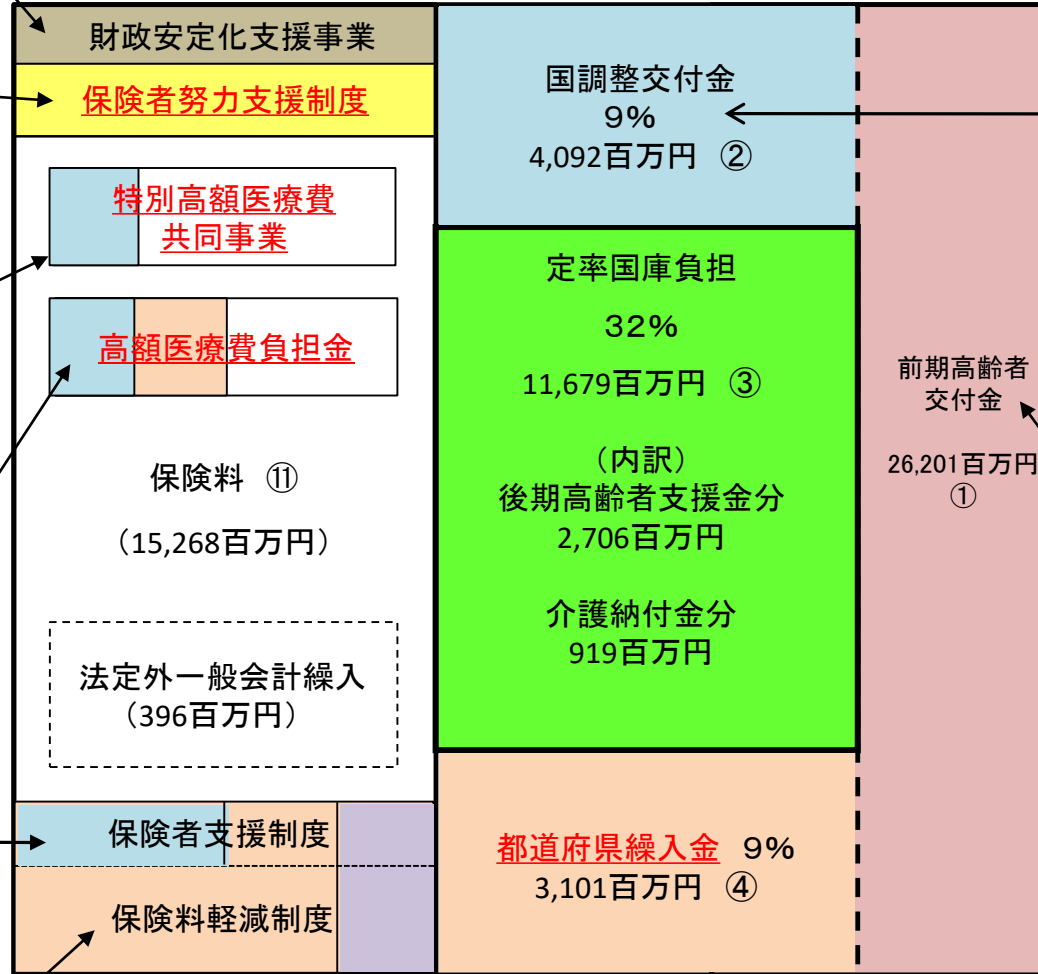 財政安定化支援事業
保険者努力支援制度
特別高額医療費
共同事業
高額医療費負担金
保険料 ⑪
（15,268百万円）
法定外一般会計繰入
（396百万円）
保険者支援制度
保険料軽減制度
国調整交付金
9%
4,092百万円 ②
定率国庫負担
32%
11,679百万円 ③
（内訳）
後期高齢者支援金分
2,706百万円
介護納付金分
919百万円
都道府県繰入金 9%
3,101百万円 ④
前期高齢者
交付金
26,201百万円
①